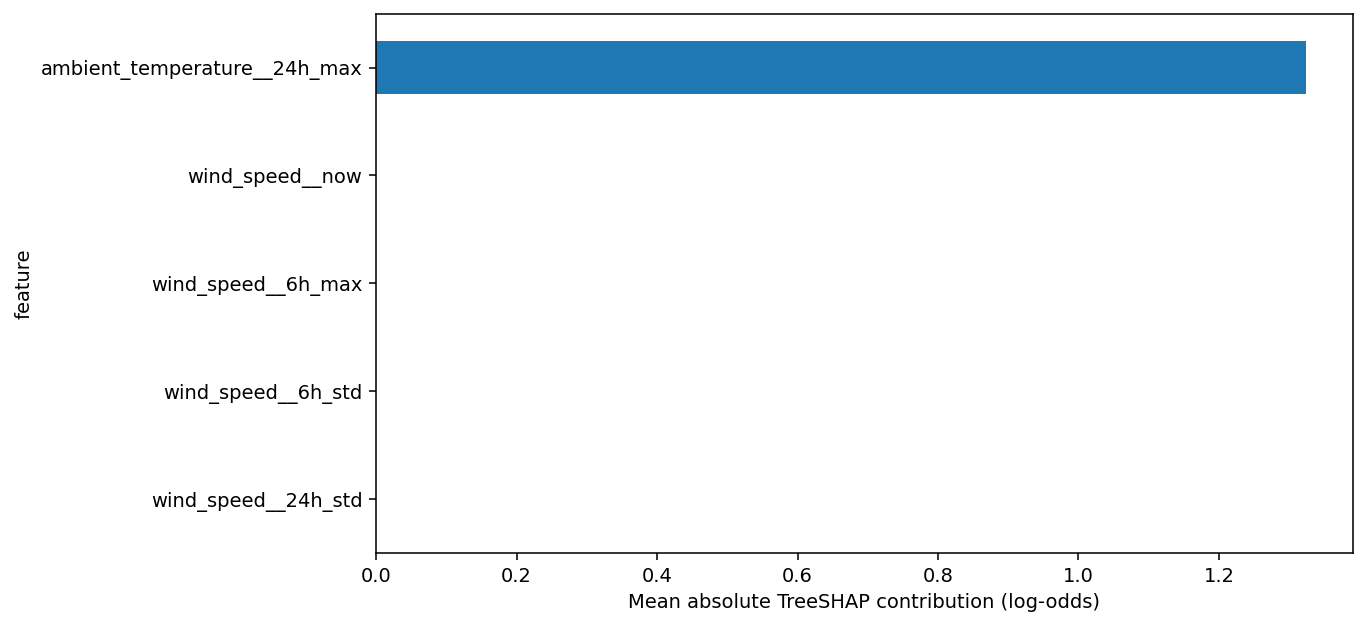 ambient_temperature__24h_max
wind_speed__now
wind_speed__6h_max
wind_speed__6h_std
wind_speed__24h_std
feature
0.0 0.2 0.4 0.6 0.8 1.0 1.2
Mean absolute TreeSHAP contribution (log-odds)